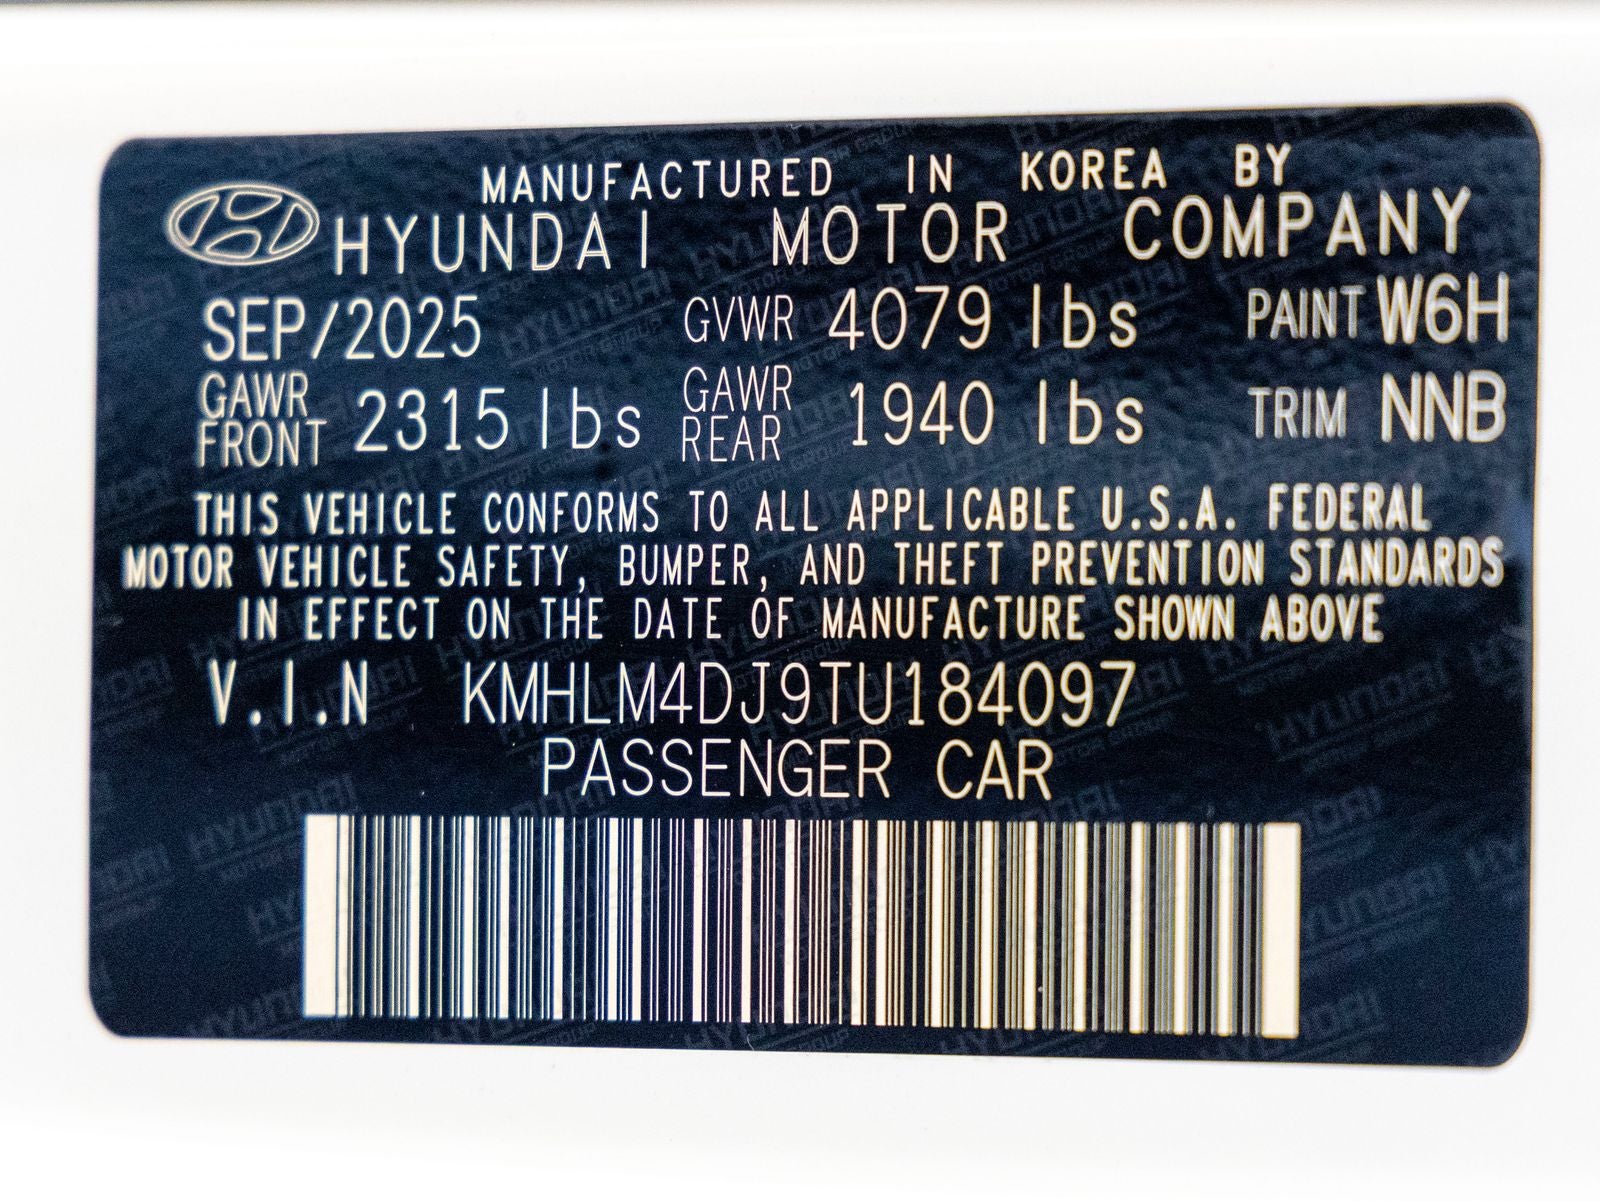 MANUFACTURED IN KOREA BY
HYUNDAI MOTOR COMPANY
SEP/2025 GVWR 4079 lbs PAINT W6H
GAWR FRONT 2315 lbs GAWR REAR 1940 lbs TRIM NNB
THIS VEHICLE CONFORMS TO ALL APPLICABLE U.S.A. FEDERAL
MOTOR VEHICLE SAFETY, BUMPER, AND THEFT PREVENTION STANDARDS
IN EFFECT ON THE DATE OF MANUFACTURE SHOWN ABOVE
V.I.N KMHLM4DJ9TU184097
PASSENGER CAR